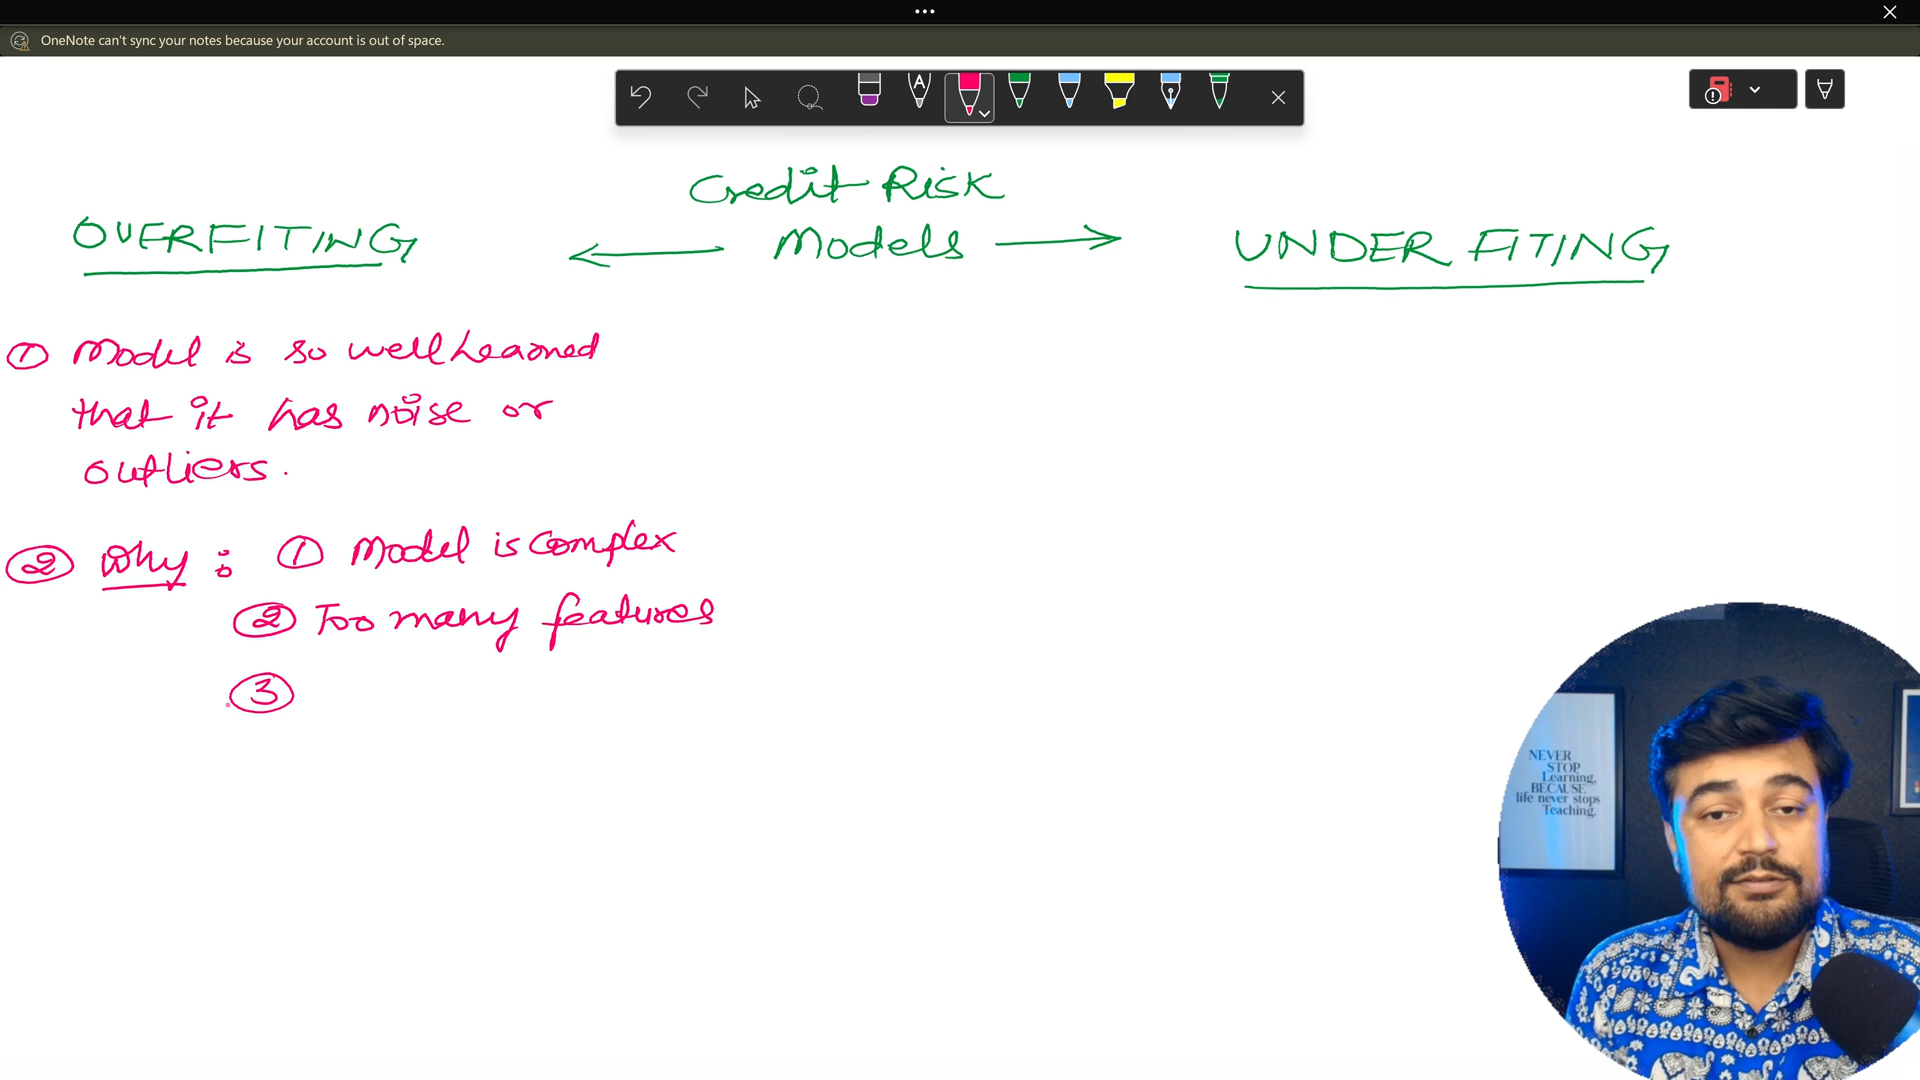 OneNote can't sync your notes because your account is out of space.
Credit Risk
Models
OVERFITING
UNDER FITING
① Model is so well Learned
that it has noise or
outliers.
② Why : ① Model is complex
② Too many features
③
NEVER
STOP
Learning,
BECAUSE
life never stops
Teaching.